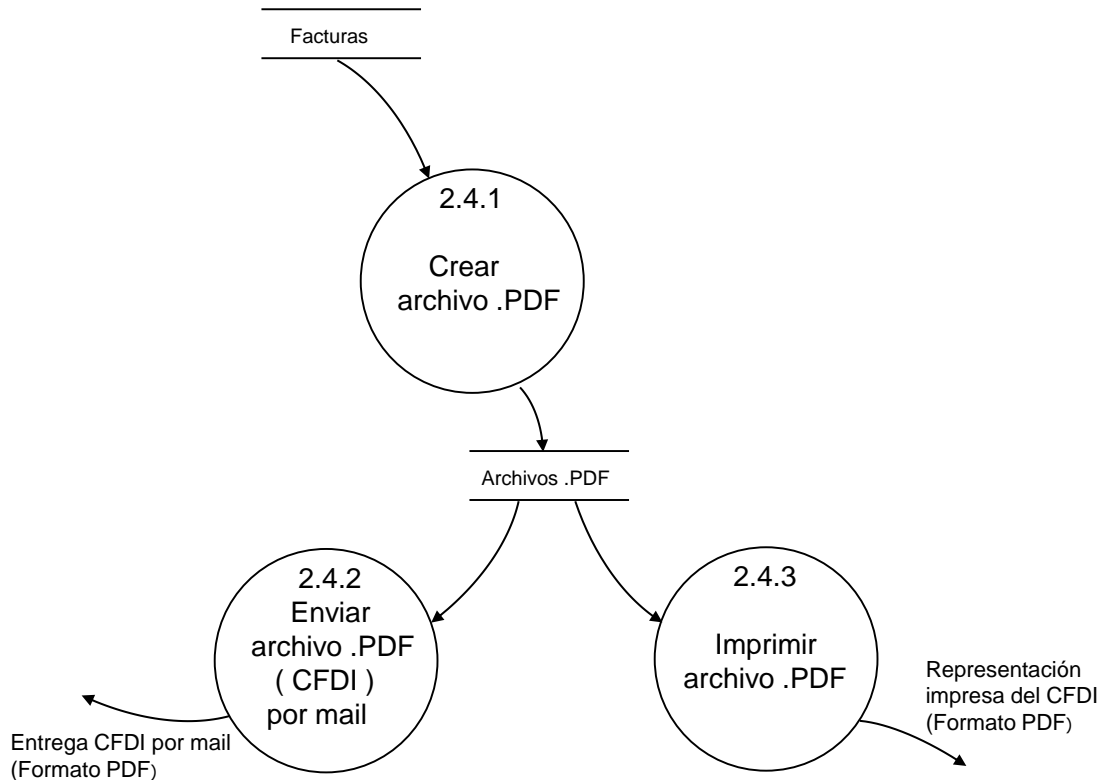 Facturas
2.4.1
Crear
archivo .PDF
Archivos .PDF
2.4.2
Enviar
archivo .PDF
( CFDI )
por mail
2.4.3
Imprimir
archivo .PDF
Representación
impresa del CFDI
(Formato PDF)
Entrega CFDI por mail
(Formato PDF)